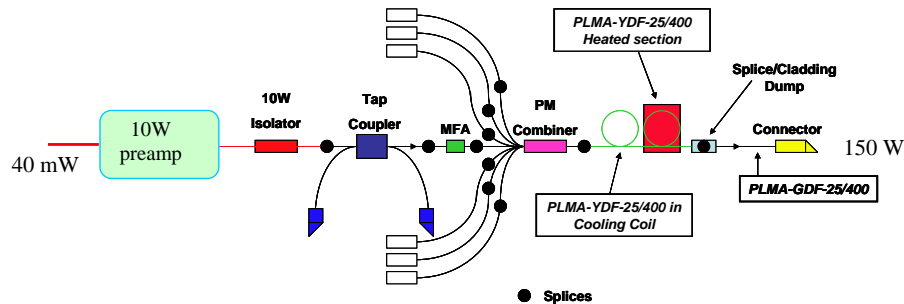 PLMA-YDF-25/400
Heated section
Splice/Cladding
Dump
10W
Isolator
Tap
Coupler
MFA
PM
Combiner
Connector
10W
preamp
40 mW
150 W
PLMA-YDF-25/400 in
Cooling Coil
PLMA-GDF-25/400
Splices